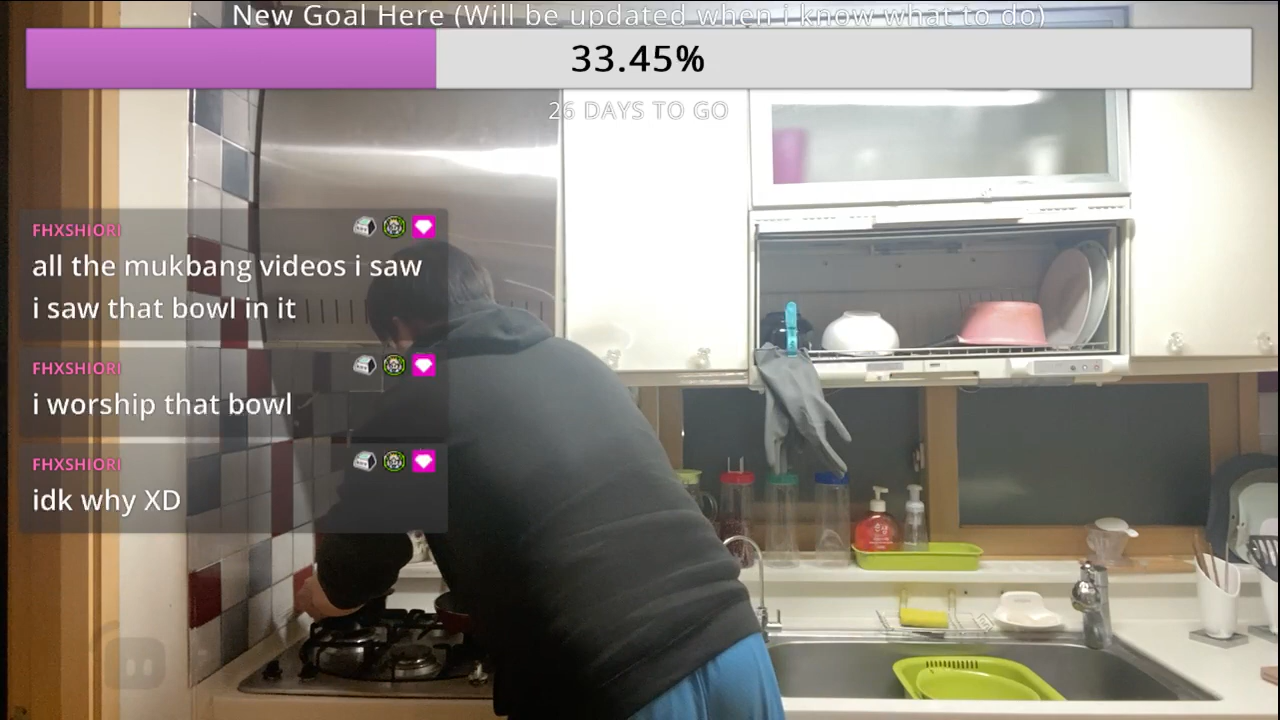 New Goal Here (Will be updated when i know what to do)
33.45%
26 DAYS TO GO
FHXSHIORI
all the mukbang videos i saw
i saw that bowl in it
FHXSHIORI
i worship that bowl
FHXSHIORI
idk why XD